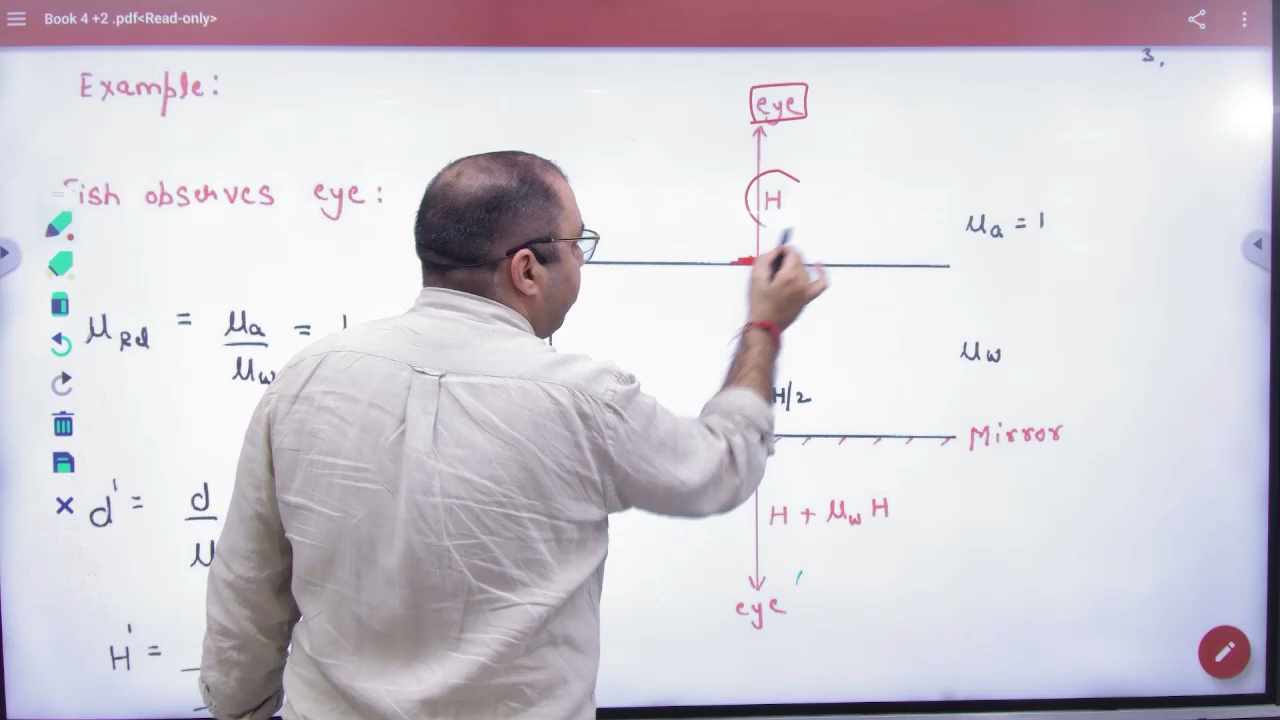 Book 4 +2 .pdf<Read-only>
3.
Example:
eye
Fish observes eye:
H
μa = 1
μRel = μa/μw = 1
μw
H/2
Mirror
d' = d/μ
H + μw H
eye'
H' =